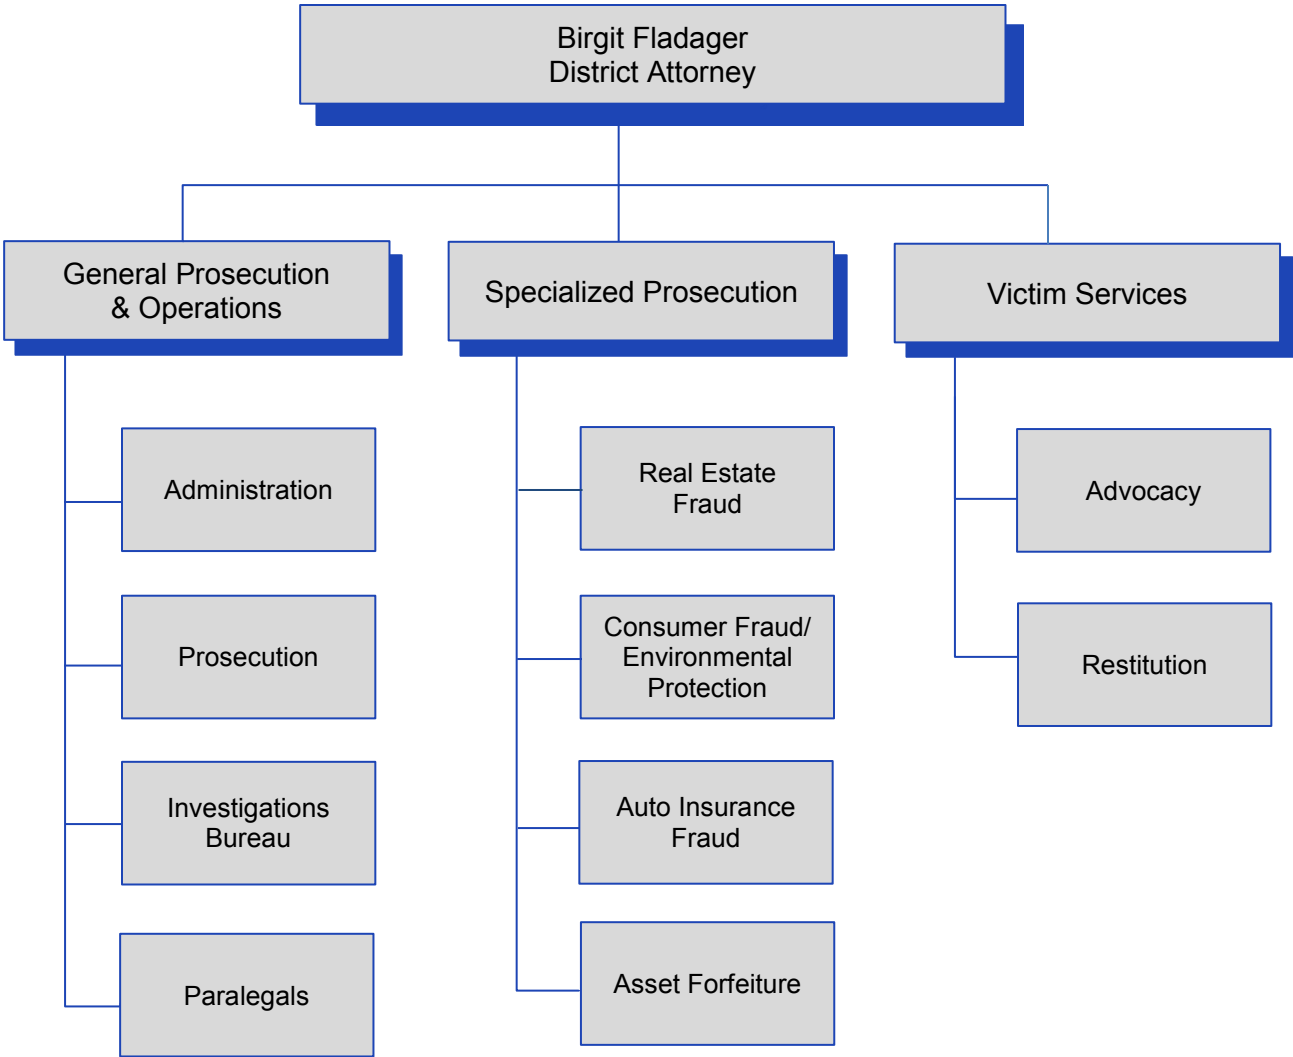 Birgit Fladager
District Attorney
General Prosecution
& Operations
Specialized Prosecution
Victim Services
Administration
Prosecution
Investigations
Bureau
Paralegals
Real Estate
Fraud
Consumer Fraud/
Environmental
Protection
Auto Insurance
Fraud
Asset Forfeiture
Advocacy
Restitution